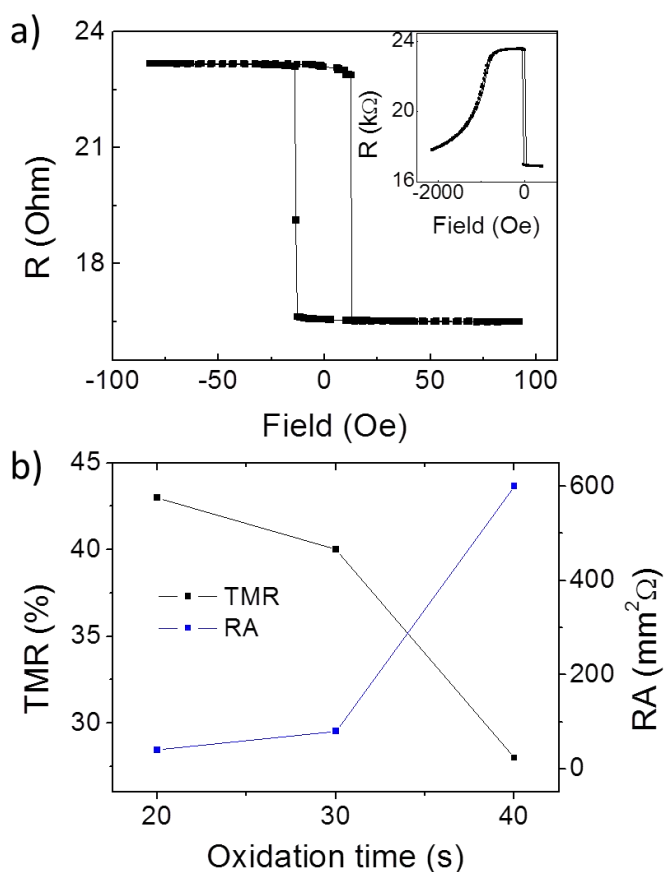 a)
24
21
18
R (Ohm)
-100 -50 0 50 100
Field (Oe)
24
20
16
R (kΩ)
-2000 0
Field (Oe)
b)
45
40
35
30
TMR (%)
TMR
RA
600
400
200
0
RA (mm²Ω)
20 30 40
Oxidation time (s)